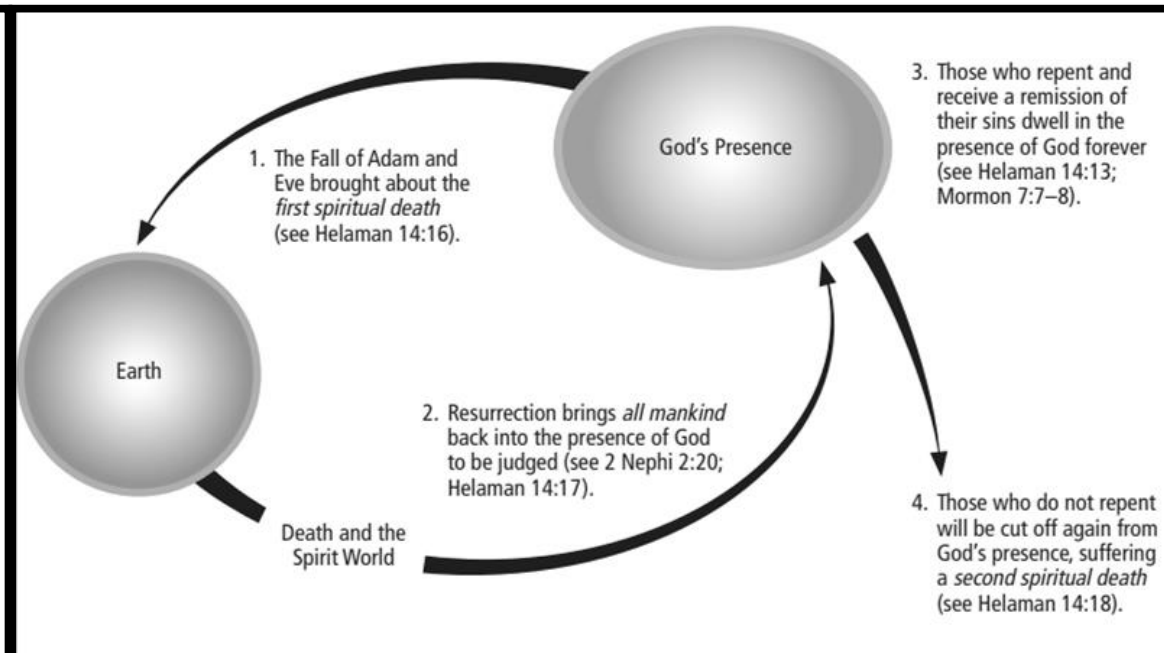 God's Presence
1. The Fall of Adam and
Eve brought about the
first spiritual death
(see Helaman 14:16).
Earth
Death and the
Spirit World
2. Resurrection brings all mankind
back into the presence of God
to be judged (see 2 Nephi 2:20;
Helaman 14:17).
3. Those who repent and
receive a remission of
their sins dwell in the
presence of God forever
(see Helaman 14:13;
Mormon 7:7–8).
4. Those who do not repent
will be cut off again from
God's presence, suffering
a second spiritual death
(see Helaman 14:18).